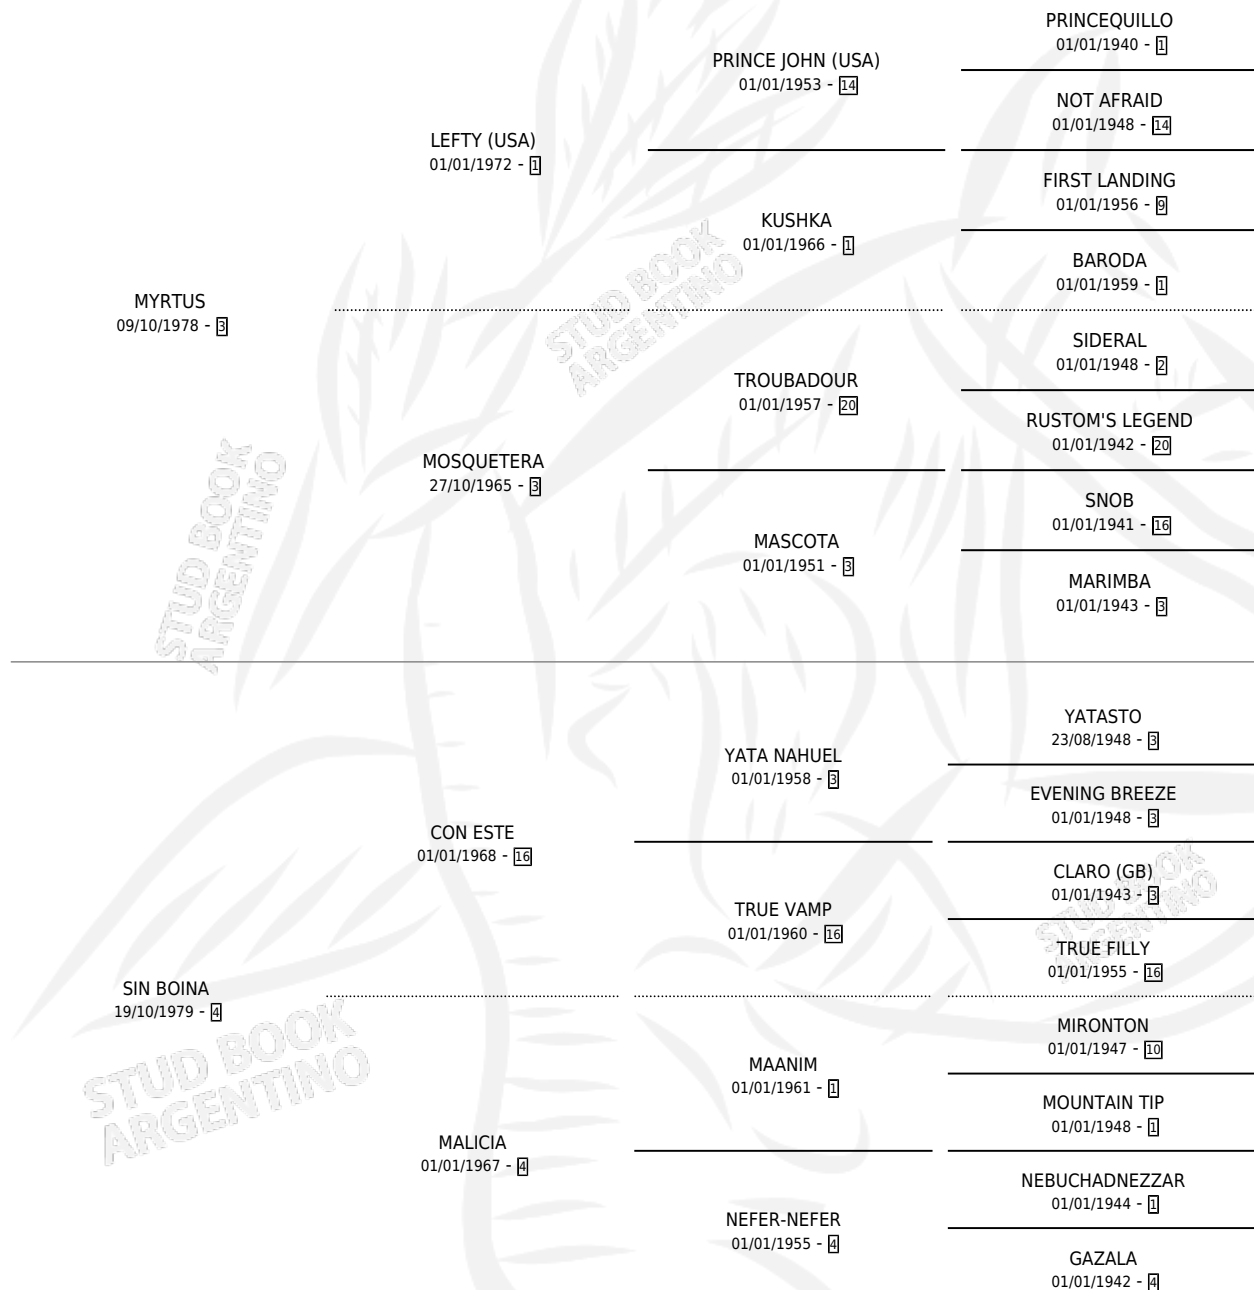 PRINCEQUILLO
01/01/1940 - 1
PRINCE JOHN (USA)
01/01/1953 - 14
NOT AFRAID
01/01/1948 - 14
LEFTY (USA)
01/01/1972 - 1
FIRST LANDING
01/01/1956 - 9
KUSHKA
01/01/1966 - 1
BARODA
01/01/1959 - 1
MYRTUS
09/10/1978 - 3
SIDERAL
01/01/1948 - 2
TROUBADOUR
01/01/1957 - 20
RUSTOM'S LEGEND
01/01/1942 - 20
MOSQUETERA
27/10/1965 - 3
SNOB
01/01/1941 - 16
MASCOTA
01/01/1951 - 3
MARIMBA
01/01/1943 - 3
YATASTO
23/08/1948 - 3
YATA NAHUEL
01/01/1958 - 3
EVENING BREEZE
01/01/1948 - 3
CON ESTE
01/01/1968 - 16
CLARO (GB)
01/01/1943 - 3
TRUE VAMP
01/01/1960 - 16
TRUE FILLY
01/01/1955 - 16
SIN BOINA
19/10/1979 - 4
MIRONTON
01/01/1947 - 10
MAANIM
01/01/1961 - 1
MOUNTAIN TIP
01/01/1948 - 1
MALICIA
01/01/1967 - 4
NEBUCHADNEZZAR
01/01/1944 - 1
NEFER-NEFER
01/01/1955 - 4
GAZALA
01/01/1942 - 4
STUD BOOK
ARGENTINO
STUD BOOK
ARGENTINO
STUD BOOK
ARGENTINO
STUD BOOK
ARGENTINO